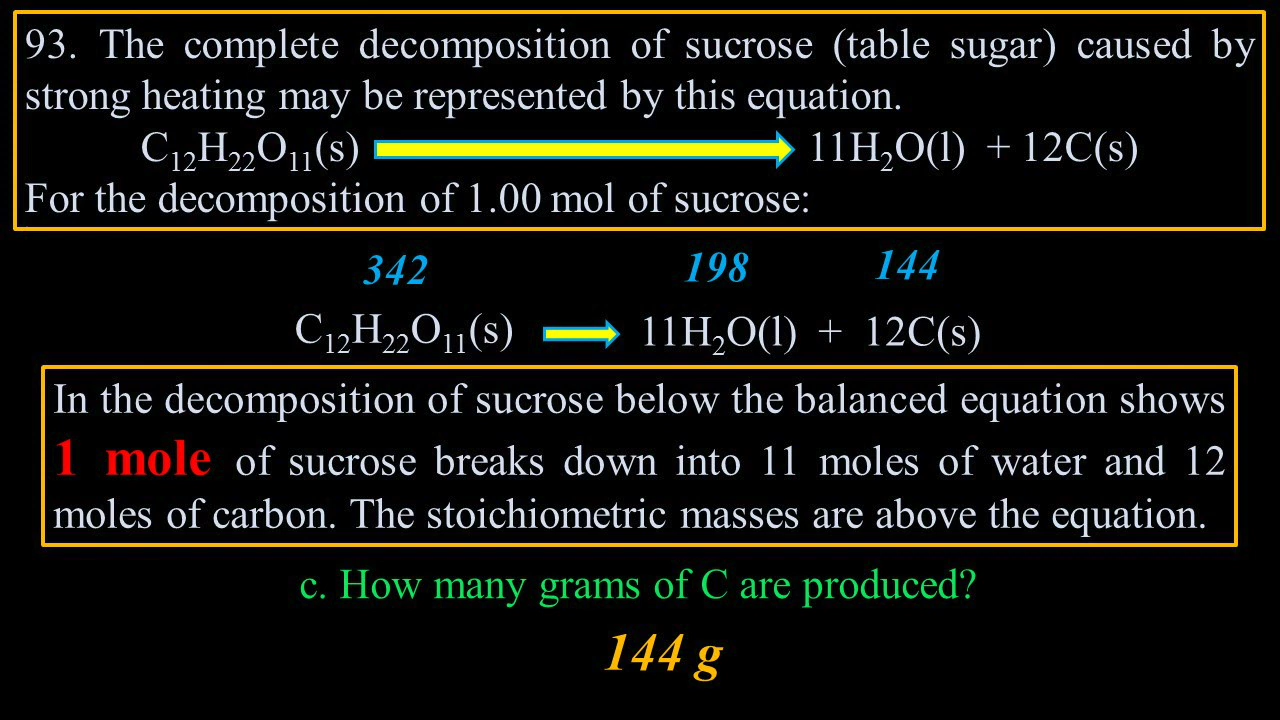 93. The complete decomposition of sucrose (table sugar) caused by
strong heating may be represented by this equation.
C₁₂H₂₂O₁₁(s) 11H₂O(l) + 12C(s)
For the decomposition of 1.00 mol of sucrose:
342 198 144
C₁₂H₂₂O₁₁(s) 11H₂O(l) + 12C(s)
In the decomposition of sucrose below the balanced equation shows
1 mole of sucrose breaks down into 11 moles of water and 12
moles of carbon. The stoichiometric masses are above the equation.
c. How many grams of C are produced?
144 g